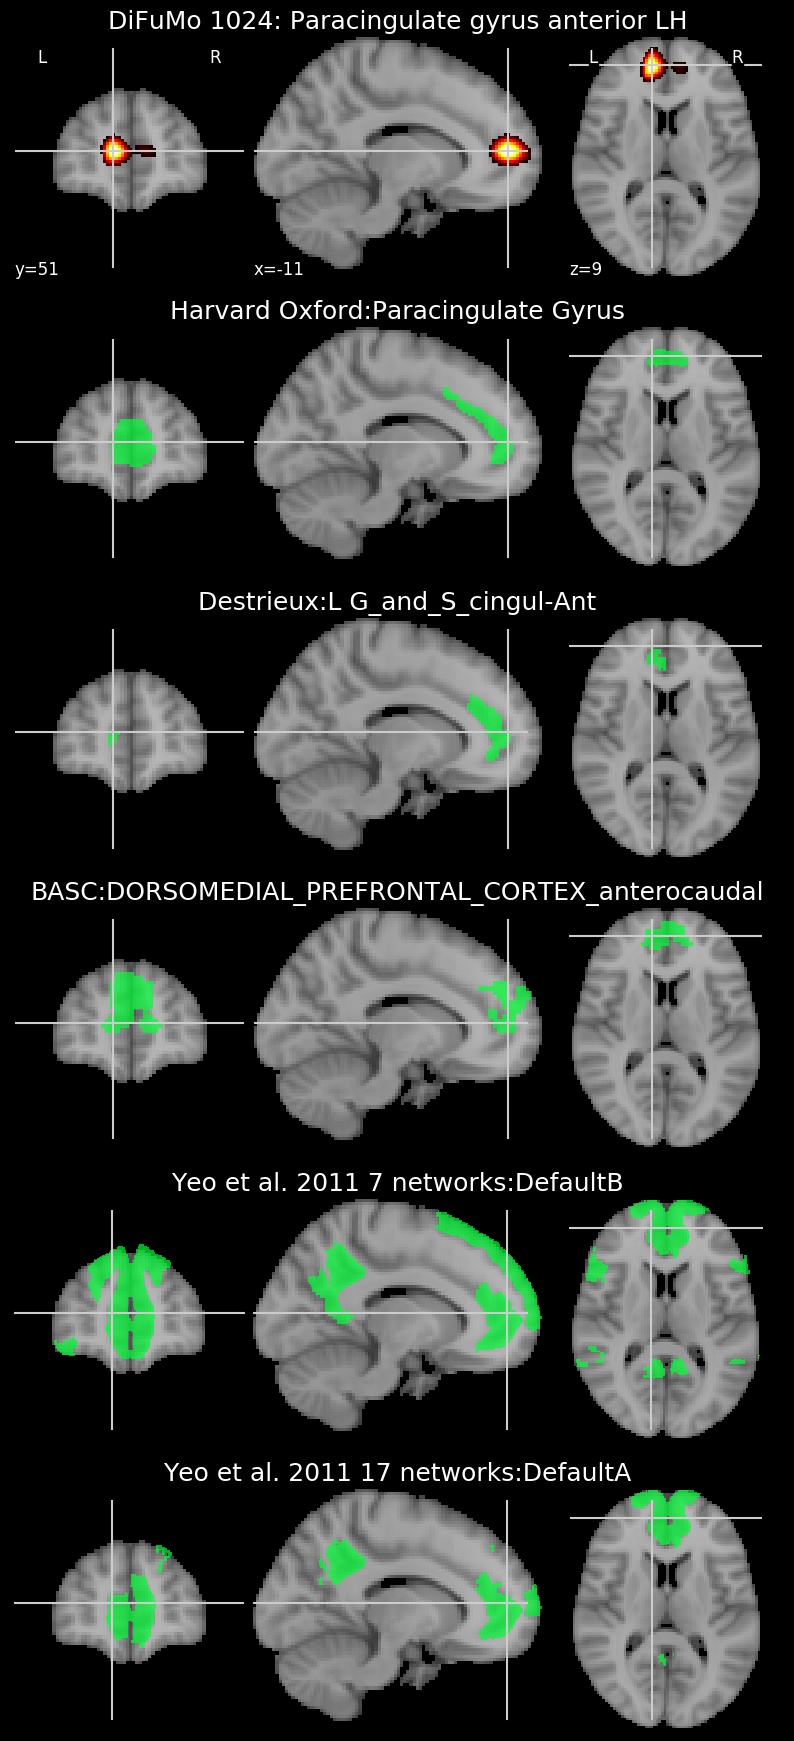 DiFuMo 1024: Paracingulate gyrus anterior LH
L R L R
y=51 x=-11 z=9
Harvard Oxford:Paracingulate Gyrus
Destrieux:L G_and_S_cingul-Ant
BASC:DORSOMEDIAL_PREFRONTAL_CORTEX_anterocaudal
Yeo et al. 2011 7 networks:DefaultB
Yeo et al. 2011 17 networks:DefaultA